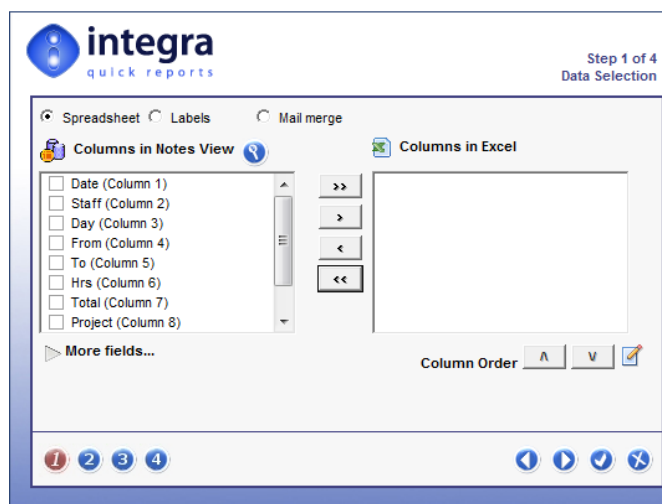 integra
quick reports
Step 1 of 4
Data Selection
Spreadsheet Labels Mail merge
Columns in Notes View
Columns in Excel
Date (Column 1)
Staff (Column 2)
Day (Column 3)
From (Column 4)
To (Column 5)
Hrs (Column 6)
Total (Column 7)
Project (Column 8)
>>
>
<
<<
More fields...
Column Order
1 2 3 4